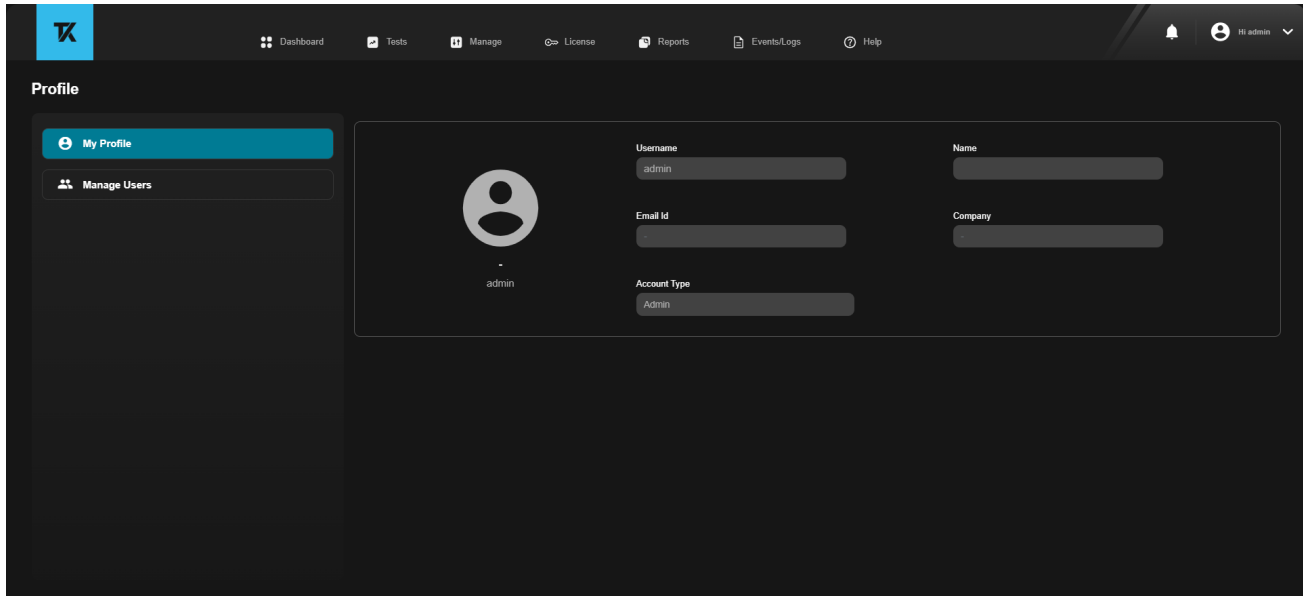 TK
Dashboard
Tests
Manage
License
Reports
Events/Logs
Help
Hi admin
Profile
My Profile
Manage Users
-
admin
Username
admin
Name
Email Id
-
Company
-
Account Type
Admin